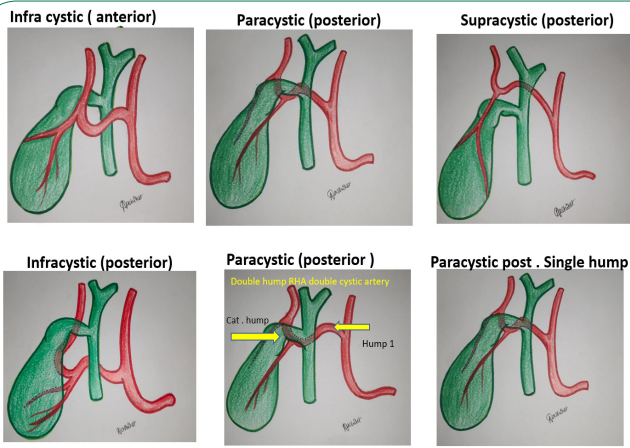 Infra cystic ( anterior)
Paracystic (posterior)
Supracystic (posterior)
Infracystic (posterior)
Paracystic (posterior )
Double hump RHA double cystic artery
Cat . hump
Hump 1
Paracystic post . Single hump